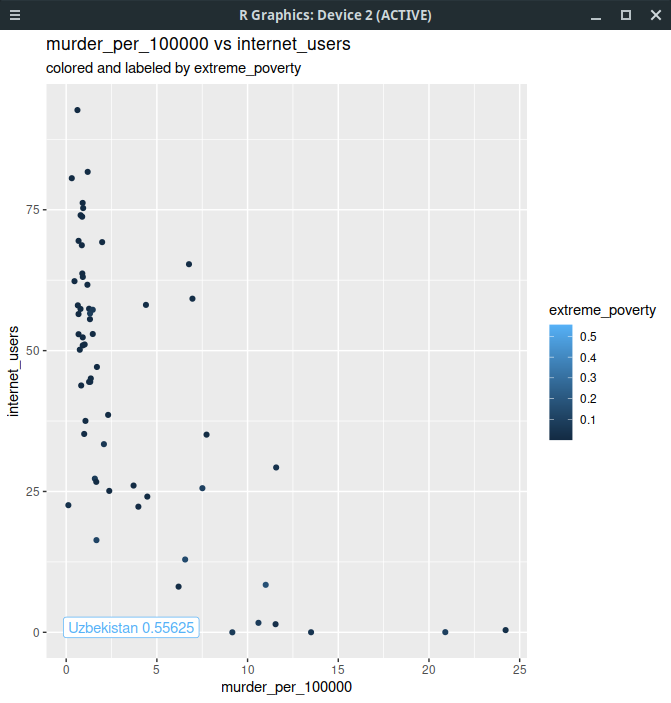 R Graphics: Device 2 (ACTIVE)
murder_per_100000 vs internet_users
colored and labeled by extreme_poverty
75
50
25
0
internet_users
Uzbekistan 0.55625
0 5 10 15 20 25
murder_per_100000
extreme_poverty
0.5
0.4
0.3
0.2
0.1